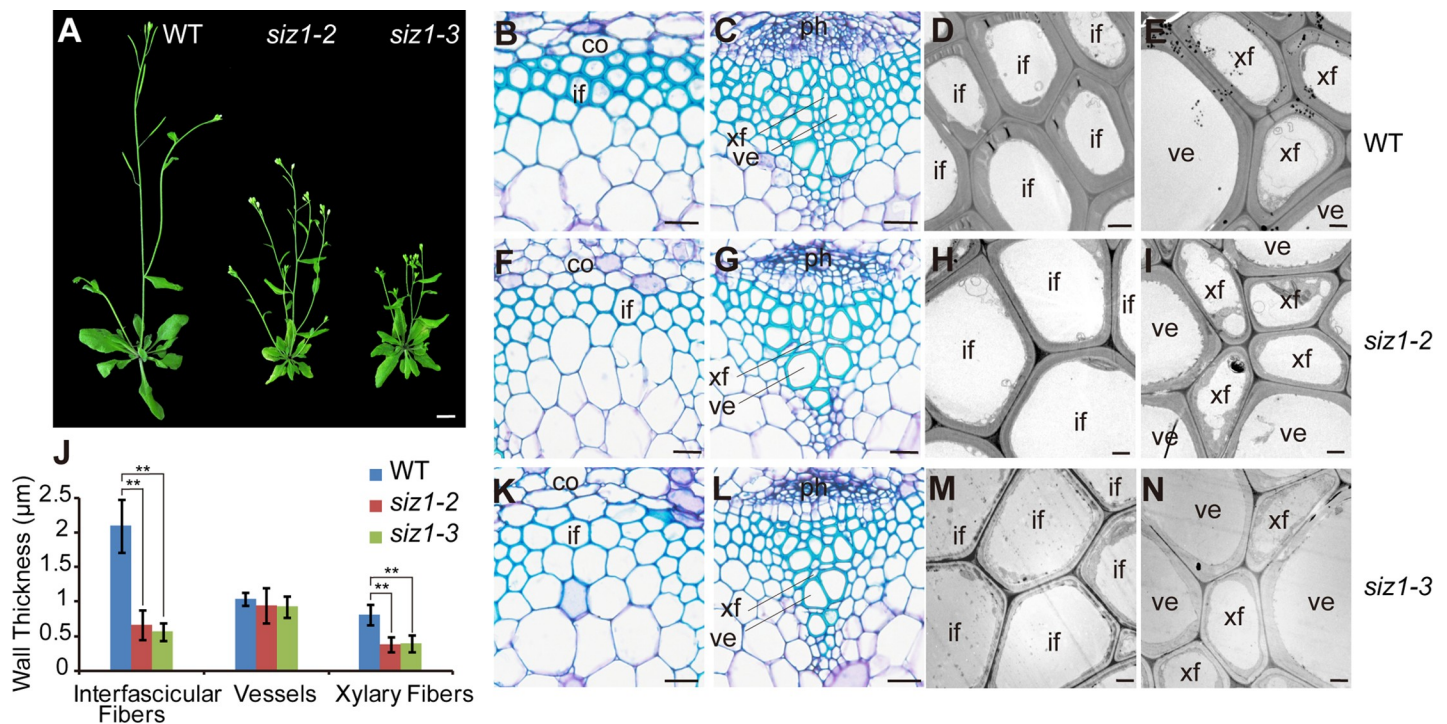 A
WT
siz1-2
siz1-3
B
co
if
C
ph
xf
ve
D
if
if
if
if
if
if
E
xf
xf
ve
xf
ve
WT
F
co
if
G
ph
xf
ve
H
if
if
if
if
I
ve
xf
xf
ve
xf
xf
ve
ve
siz1-2
J
WT
siz1-2
siz1-3
**
**
**
**
Wall Thickness (µm)
2.5
2
1.5
1
0.5
0
Interfascicular
Fibers
Vessels
Xylary Fibers
K
co
if
L
ph
xf
ve
M
if
if
if
if
if
if
N
ve
xf
ve
xf
ve
xf
siz1-3